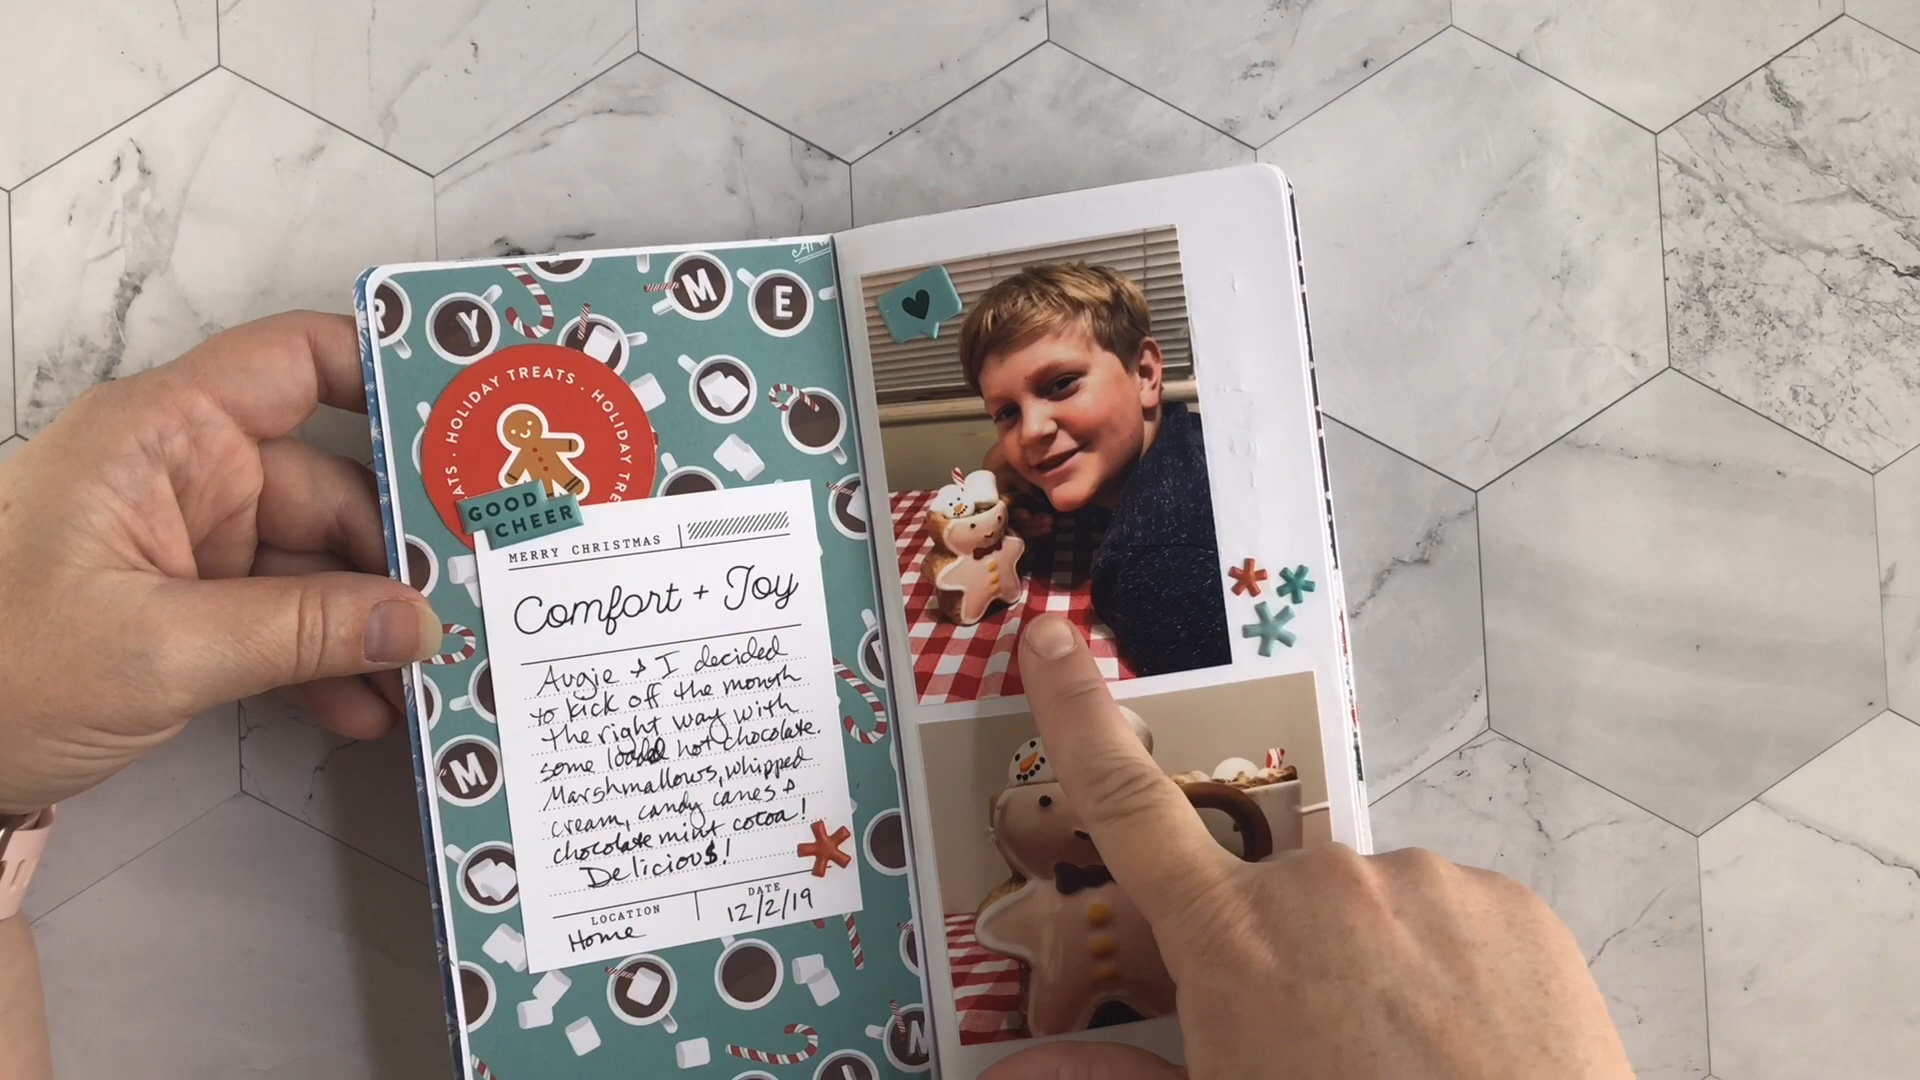 R Y M E
HOLIDAY TREATS · HOLIDAY TRE
ATS ·
GOOD
CHEER
MERRY CHRISTMAS
Comfort + Joy
Augie & I decided
to kick off the month
the right way with
some loaded hot chocolate.
Marshmallows, whipped
cream, candy canes &
chocolate mint cocoa!
Delicious!
LOCATION
DATE
Home
12/2/19
M